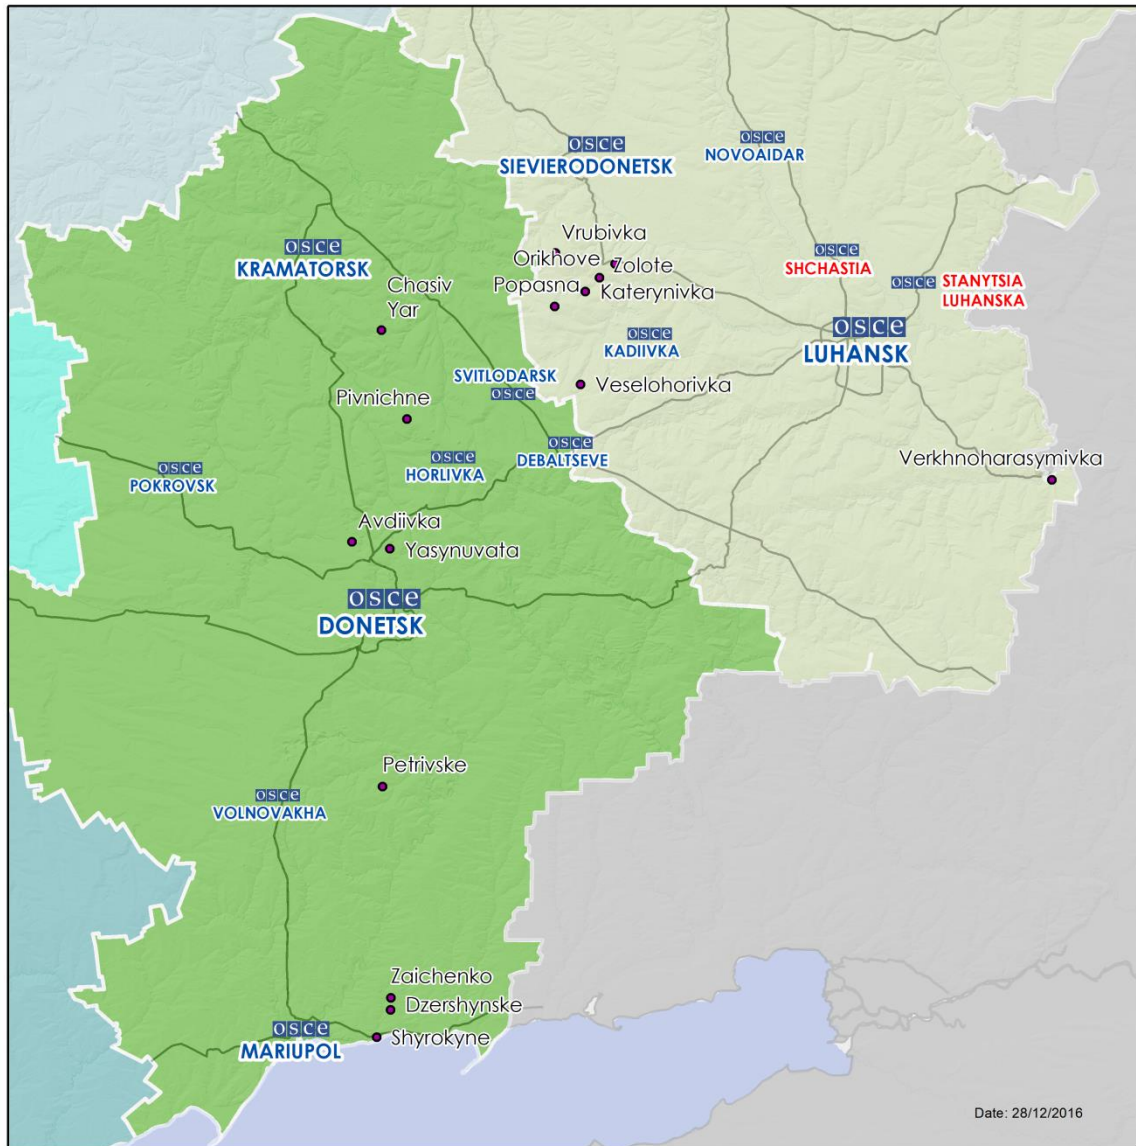 osce
SIEVIERODONETSK
osce
NOVOAIDAR
osce
KRAMATORSK
Vrubivka
Orikhove
Zolote
Popasna
Katerynivka
osce
SHCHASTIA
osce
STANYTSIA
LUHANSKA
Chasiv
Yar
osce
KADIIVKA
osce
LUHANSK
SVITLODARSK
osce
Veselohorivka
Pivnichne
osce
POKROVSK
osce
HORLIVKA
osce
DEBALTSEVE
Verkhnoharasymivka
Avdiivka
Yasynuvata
osce
DONETSK
Petrivske
osce
VOLNOVAKHA
Zaichenko
Dzershynske
osce
MARIUPOL
Shyrokyne
Date: 28/12/2016